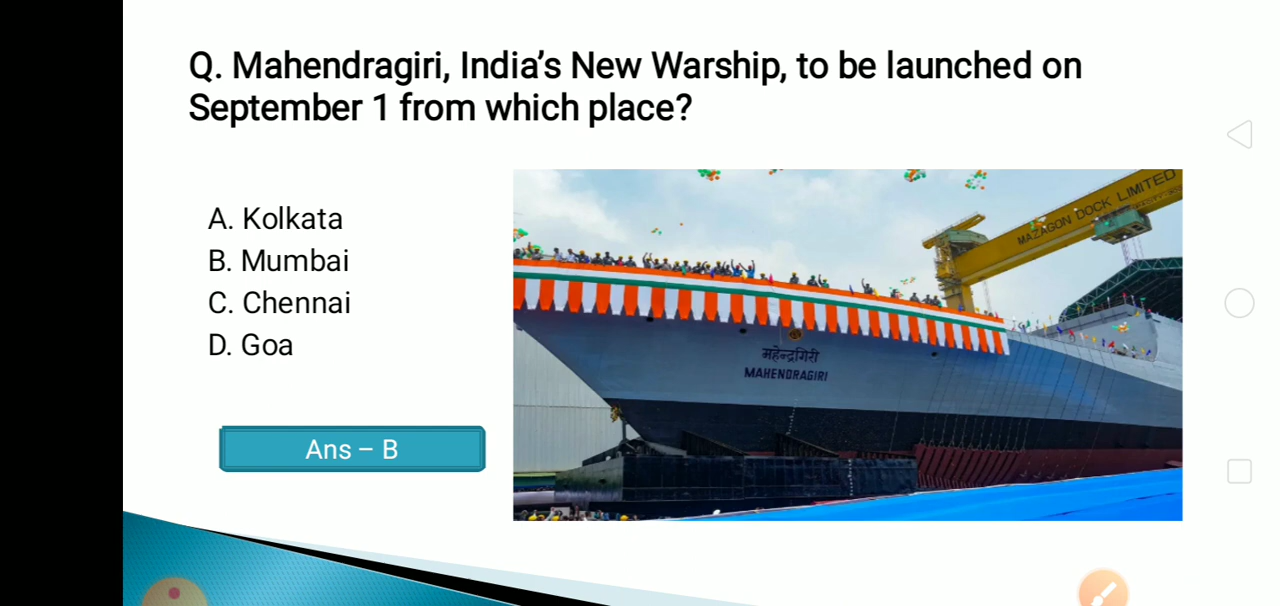 Q. Mahendragiri, India's New Warship, to be launched on
September 1 from which place?
A. Kolkata
B. Mumbai
C. Chennai
D. Goa
Ans – B
MAZAGON DOCK LIMITED
महेन्द्रगिरी
MAHENDRAGIRI